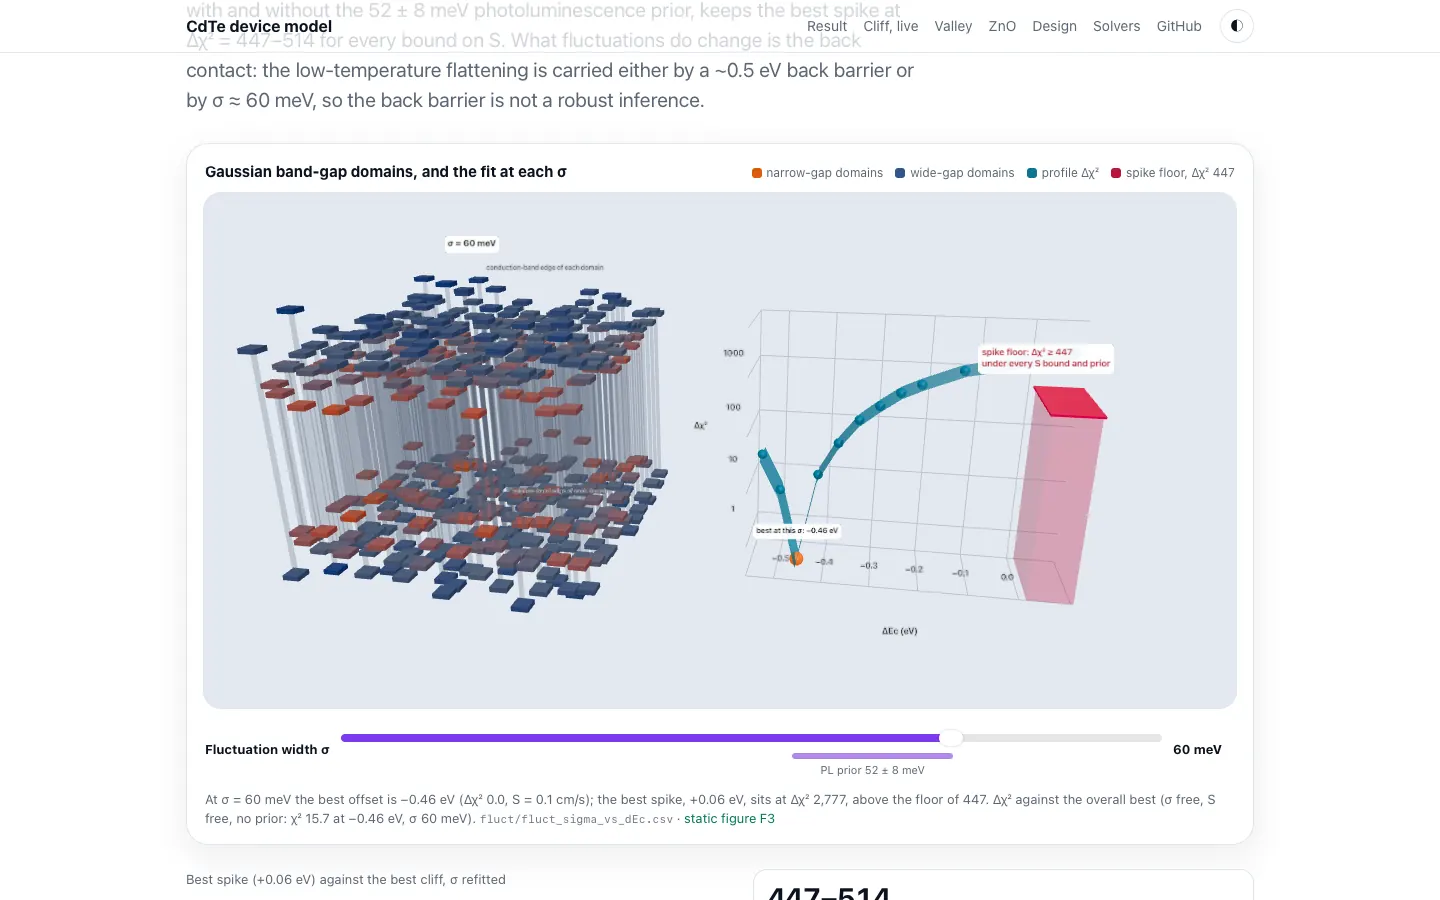 with and without the 52 ± 8 meV photoluminescence prior, keeps the best spike at
CdTe device model
Result
Cliff, live
Valley
ZnO
Design
Solvers
GitHub
Δχ² = 447–514 for every bound on S. What fluctuations do change is the back
contact: the low-temperature flattening is carried either by a ~0.5 eV back barrier or
by σ ≈ 60 meV, so the back barrier is not a robust inference.
Gaussian band-gap domains, and the fit at each σ
narrow-gap domains
wide-gap domains
profile Δχ²
spike floor, Δχ² 447
σ = 60 meV
conduction-band edge of each domain
1000
100
10
1
Δχ²
spike floor: Δχ² ≥ 447
under every S bound and prior
best at this σ: −0.46 eV
−0.5
−0.4
−0.3
−0.2
−0.1
0.0
ΔEc (eV)
Fluctuation width σ
60 meV
PL prior 52 ± 8 meV
At σ = 60 meV the best offset is −0.46 eV (Δχ² 0.0, S = 0.1 cm/s); the best spike, +0.06 eV, sits at Δχ² 2,777, above the floor of 447. Δχ² against the overall best (σ free, S
free, no prior: χ² 15.7 at −0.46 eV, σ 60 meV). fluct/fluct_sigma_vs_dEc.csv · static figure F3
Best spike (+0.06 eV) against the best cliff, σ refitted
447–514